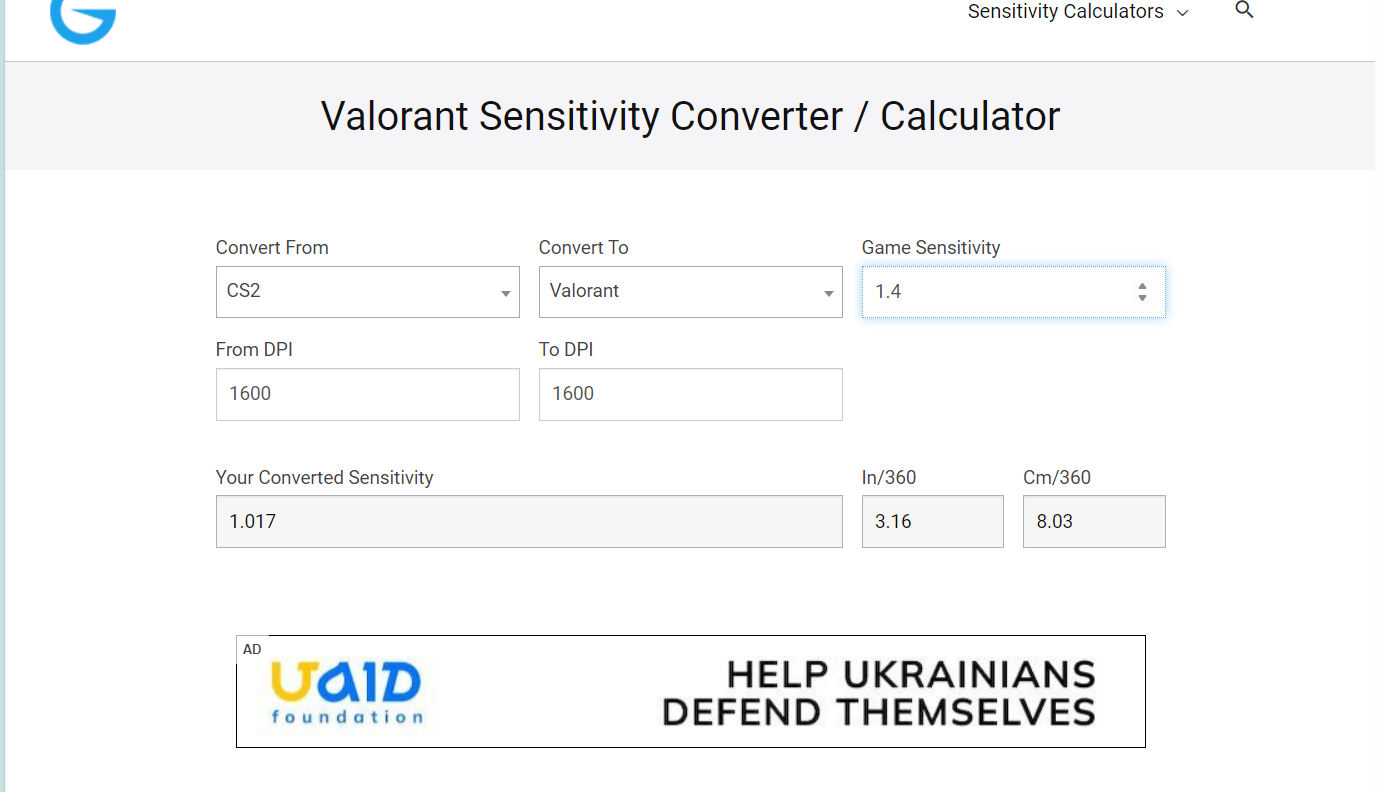 Sensitivity Calculators
Valorant Sensitivity Converter / Calculator
Convert From
Convert To
Game Sensitivity
CS2
Valorant
1.4
From DPI
To DPI
1600
1600
Your Converted Sensitivity
In/360
Cm/360
1.017
3.16
8.03
AD
UAID
foundation
HELP UKRAINIANS
DEFEND THEMSELVES